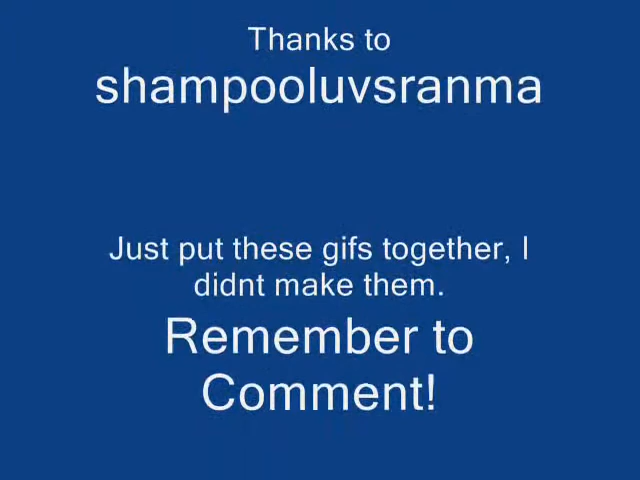 Thanks to
shampooluvsranma
Just put these gifs together, I
didnt make them.
Remember to
Comment!